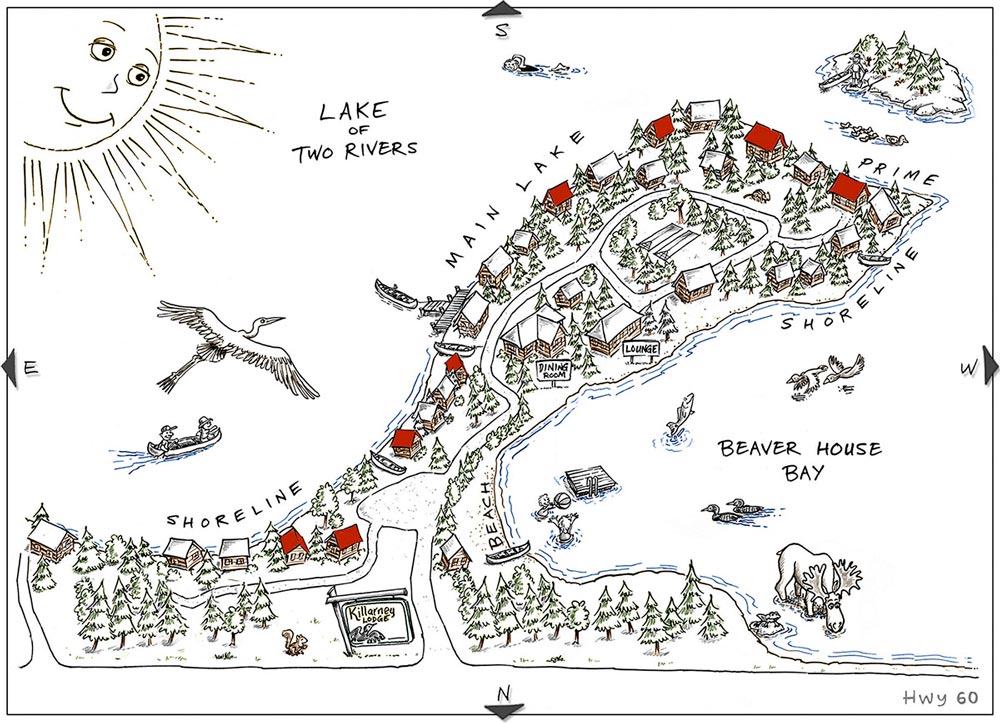 S
LAKE
OF
TWO RIVERS
MAIN LAKE
PRIME
SHORELINE
E
W
LOUNGE
DINING
ROOM
BEAVER HOUSE
BAY
SHORELINE
BEACH
Killarney
LODGE
N
HWY 60